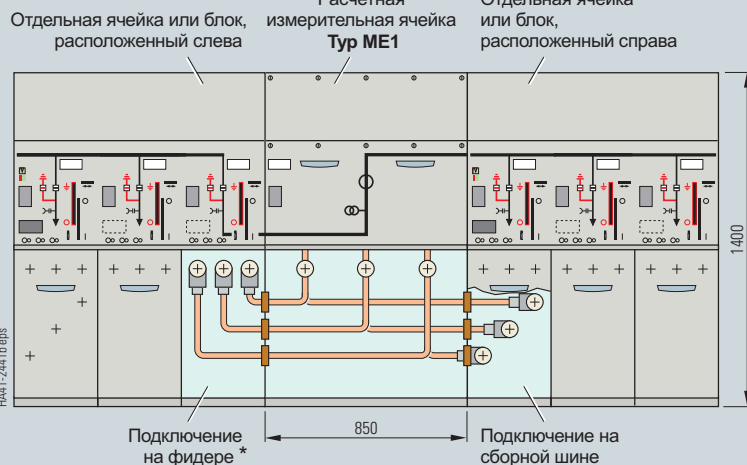 Отдельная ячейка или блок,
расположенный слева
Расчетная
измерительная ячейка
Typ ME1
Отдельная ячейка
или блок,
расположенный справа
1400
HA41-2441b eps
850
Подключение
на фидере *
Подключение на
сборной шине